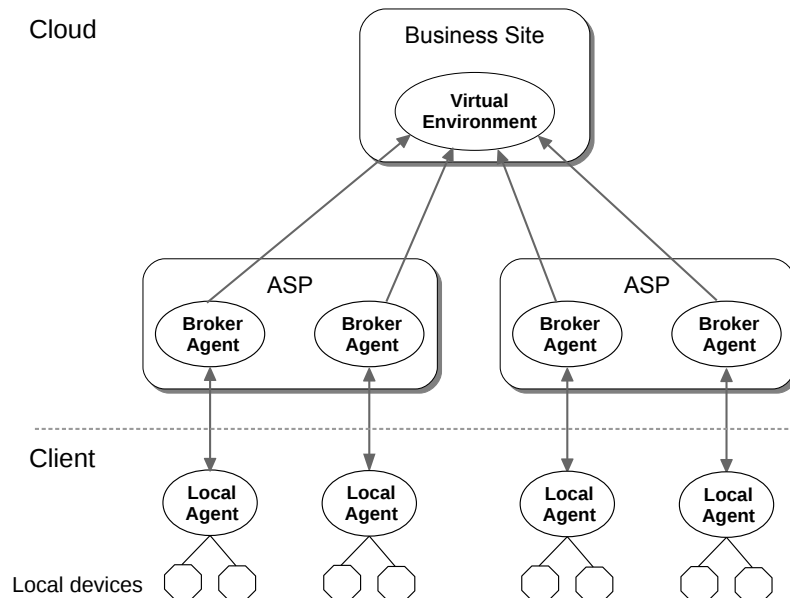 Cloud
Business Site
Virtual
Environment
ASP
ASP
Broker
Agent
Broker
Agent
Broker
Agent
Broker
Agent
Client
Local
Agent
Local
Agent
Local
Agent
Local
Agent
Local devices